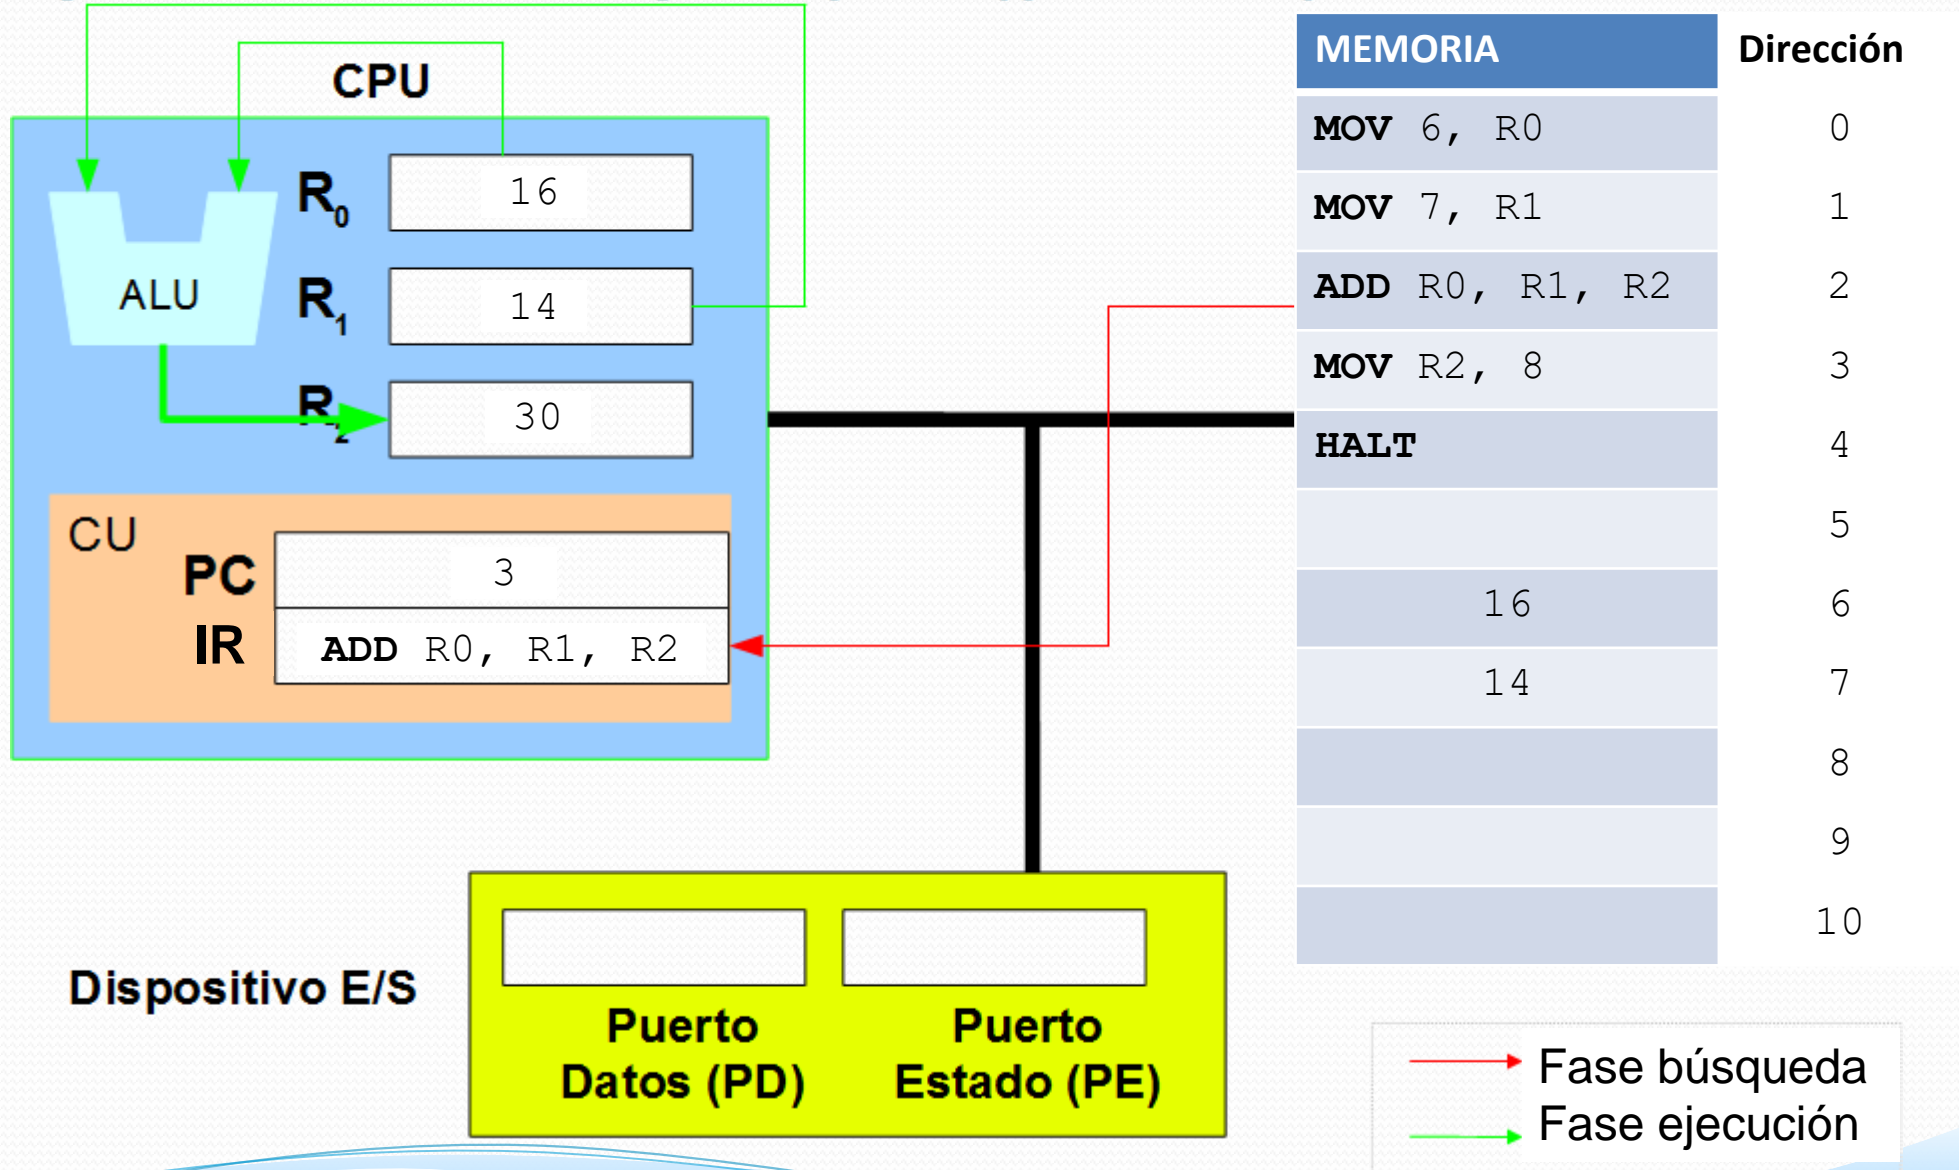 CPU
R0 16
R1 14
R2 30
ALU
CU
PC 3
IR ADD R0, R1, R2
MEMORIA Dirección
MOV 6, R0 0
MOV 7, R1 1
ADD R0, R1, R2 2
MOV R2, 8 3
HALT 4
5
16 6
14 7
8
9
10
Dispositivo E/S
Puerto
Datos (PD)
Puerto
Estado (PE)
Fase búsqueda
Fase ejecución